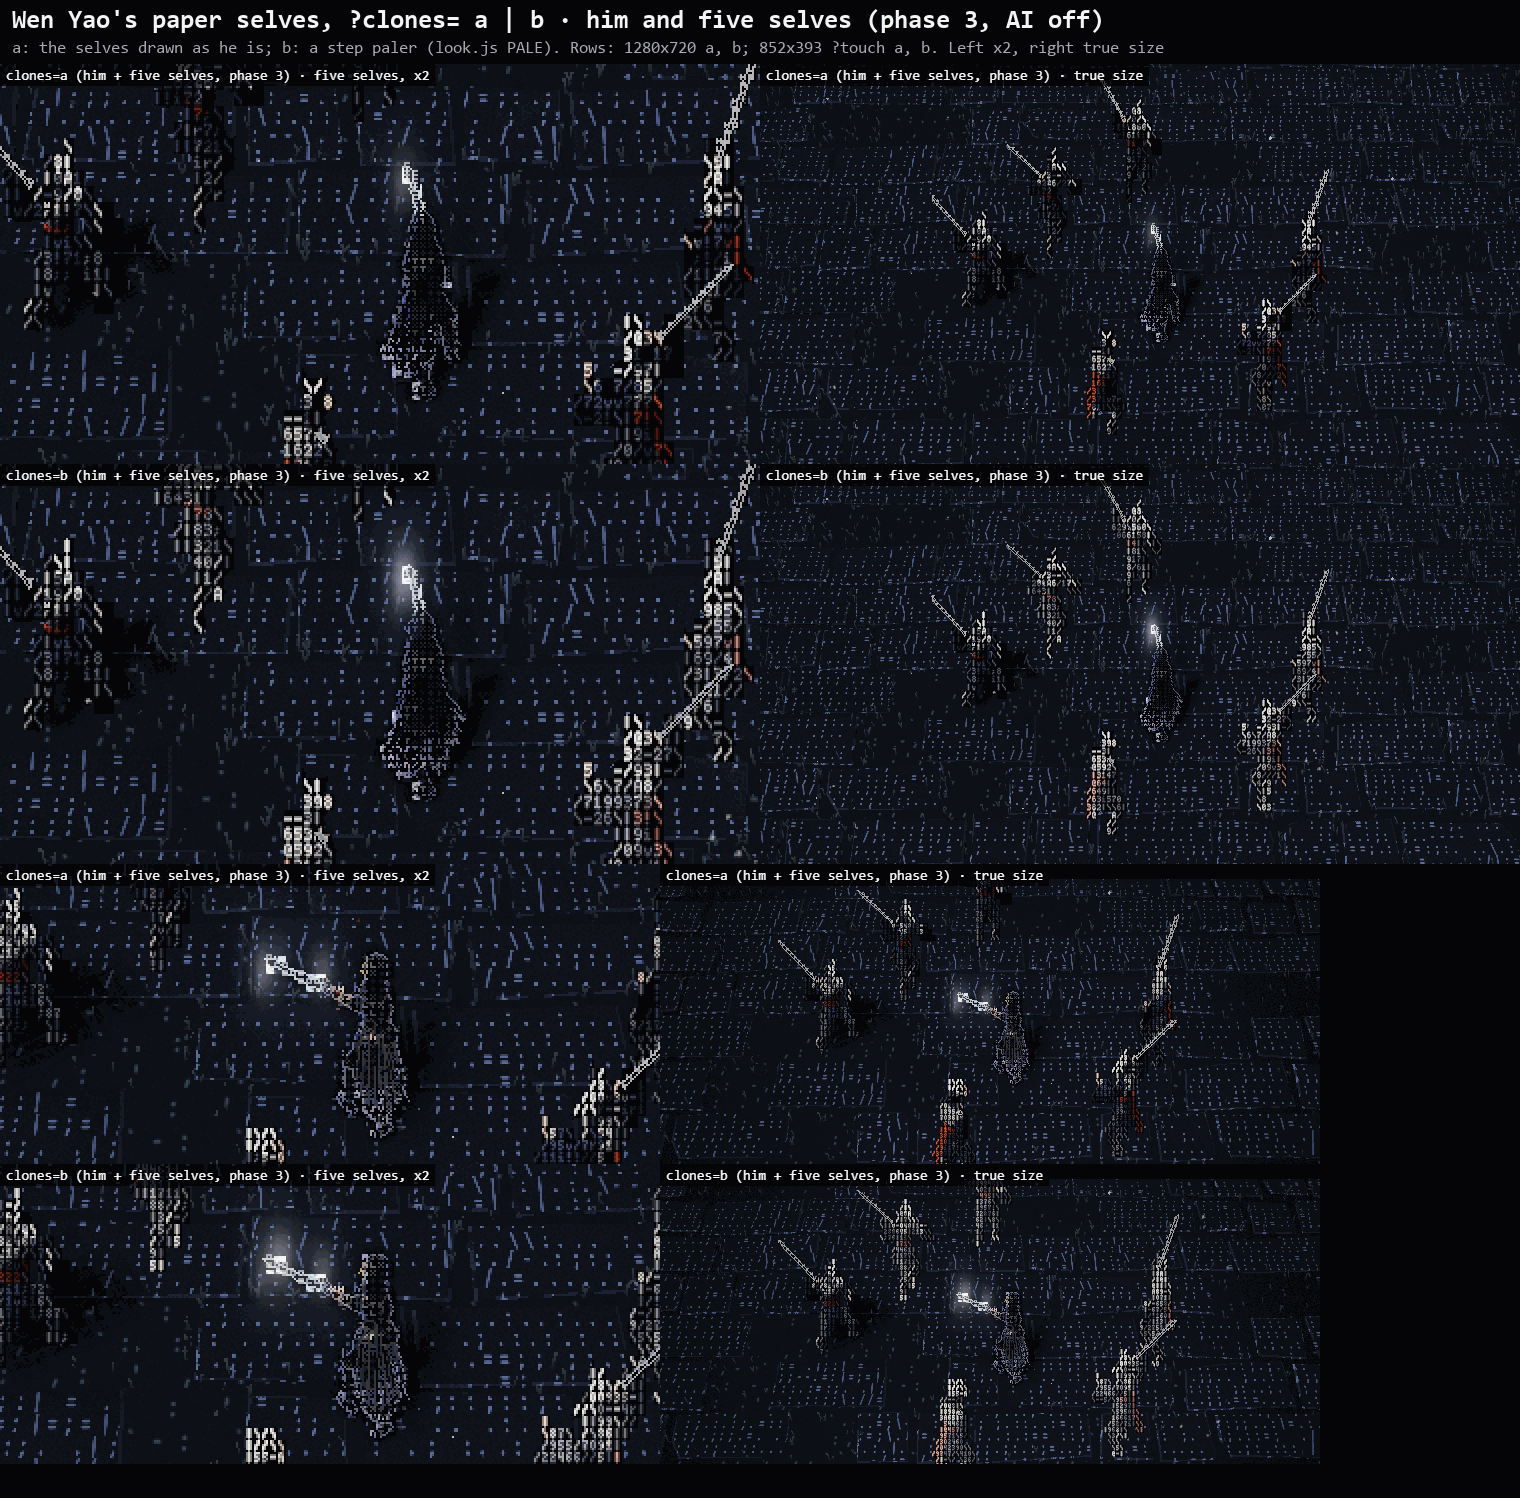 Wen Yao's paper selves, ?clones= a | b · him and five selves (phase 3, AI off)
a: the selves drawn as he is; b: a step paler (look.js PALE). Rows: 1280x720 a, b; 852x393 ?touch a, b. Left x2, right true size
clones=a (him + five selves, phase 3) · five selves, x2
clones=a (him + five selves, phase 3) · true size
clones=b (him + five selves, phase 3) · five selves, x2
clones=b (him + five selves, phase 3) · true size
clones=a (him + five selves, phase 3) · five selves, x2
clones=a (him + five selves, phase 3) · true size
clones=b (him + five selves, phase 3) · five selves, x2
clones=b (him + five selves, phase 3) · true size